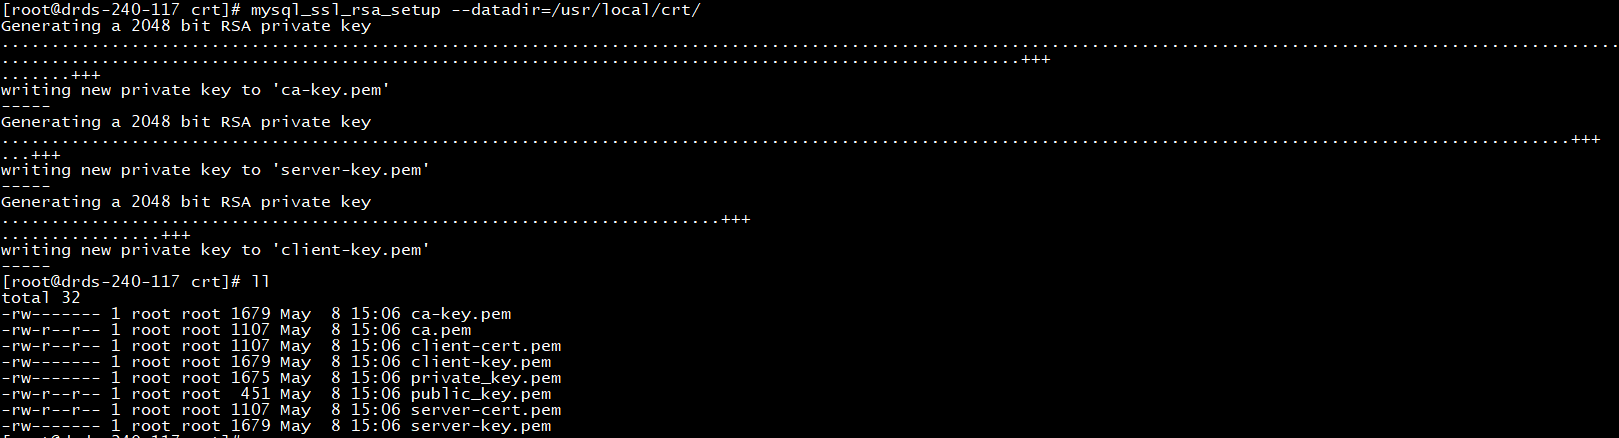 [root@drds-240-117 crt]# mysql_ssl_rsa_setup --datadir=/usr/local/crt/
Generating a 2048 bit RSA private key
.................................................................................................................................................................
......................................................................................................+++
.......+++
writing new private key to 'ca-key.pem'
-----
Generating a 2048 bit RSA private key
.............................................................................................................................................................+++
...+++
writing new private key to 'server-key.pem'
-----
Generating a 2048 bit RSA private key
........................................................................+++
................+++
writing new private key to 'client-key.pem'
-----
[root@drds-240-117 crt]# ll
total 32
-rw------- 1 root root 1679 May  8 15:06 ca-key.pem
-rw-r--r-- 1 root root 1107 May  8 15:06 ca.pem
-rw-r--r-- 1 root root 1107 May  8 15:06 client-cert.pem
-rw------- 1 root root 1679 May  8 15:06 client-key.pem
-rw------- 1 root root 1675 May  8 15:06 private_key.pem
-rw-r--r-- 1 root root  451 May  8 15:06 public_key.pem
-rw-r--r-- 1 root root 1107 May  8 15:06 server-cert.pem
-rw------- 1 root root 1679 May  8 15:06 server-key.pem
[root@drds-240-117 crt]#